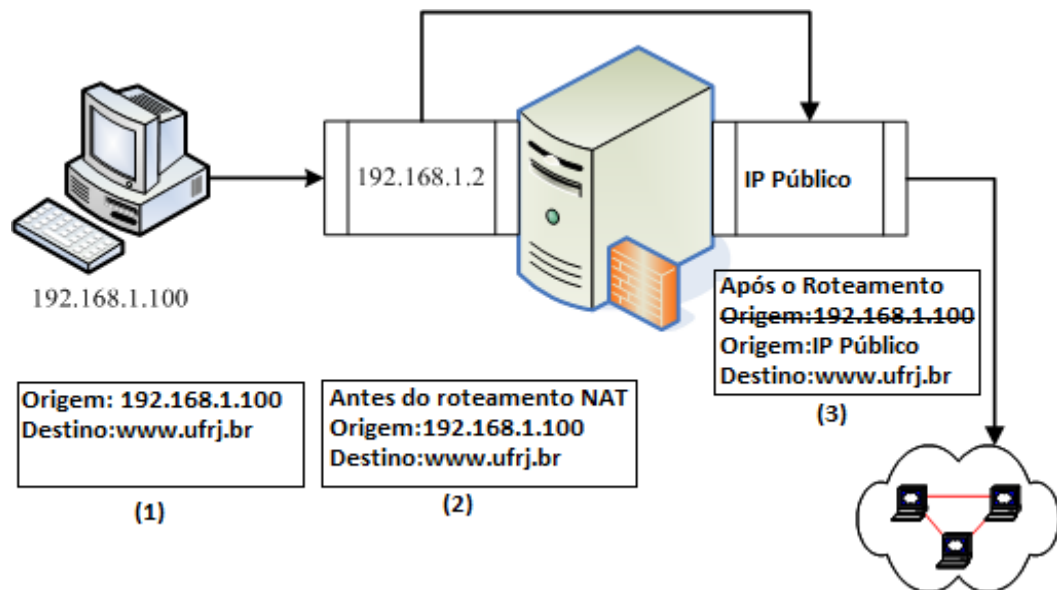 192.168.1.100
192.168.1.2
IP Público
Origem: 192.168.1.100
Destino:www.ufrj.br
(1)
Antes do roteamento NAT
Origem:192.168.1.100
Destino:www.ufrj.br
(2)
Após o Roteamento
Origem:192.168.1.100
Origem:IP Público
Destino:www.ufrj.br
(3)